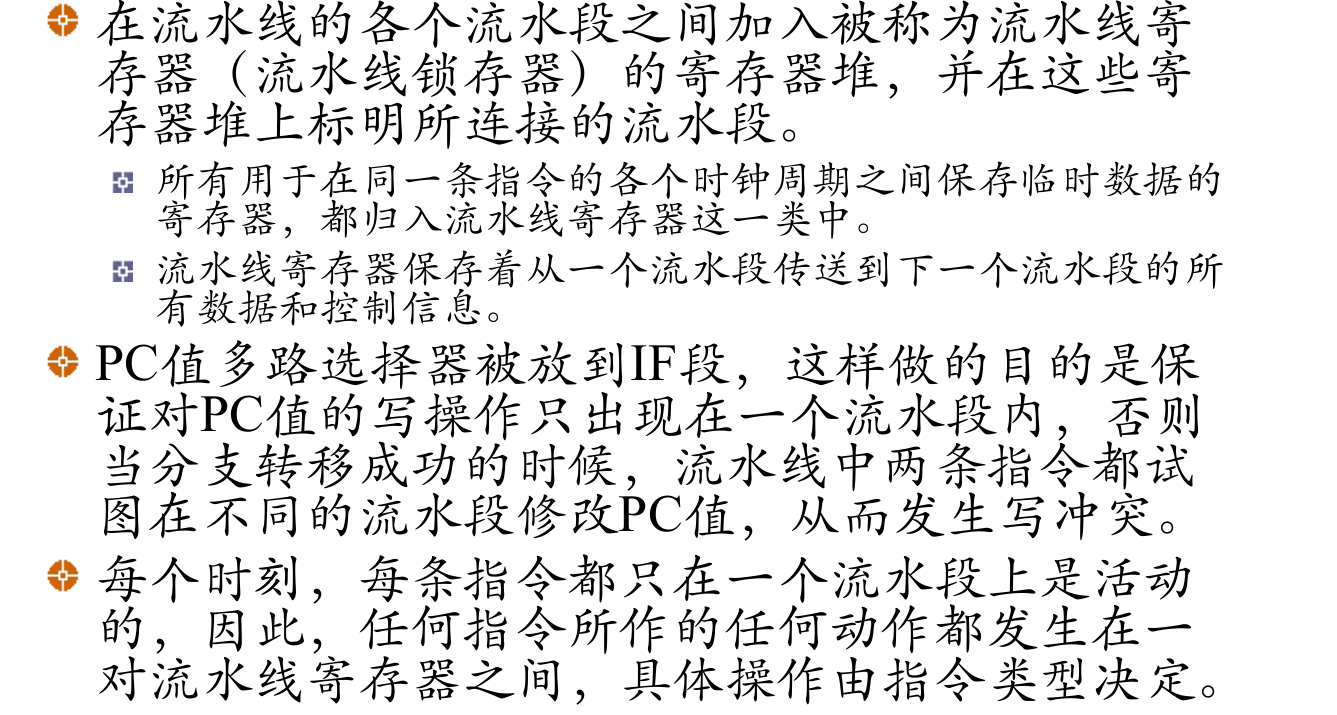 在流水线的各个流水段之间加入被称为流水线寄
存器（流水线锁存器）的寄存器堆，并在这些寄
存器堆上标明所连接的流水段。
所有用于在同一条指令的各个时钟周期之间保存临时数据的
寄存器，都归入流水线寄存器这一类中。
流水线寄存器保存着从一个流水段传送到下一个流水段的所
有数据和控制信息。
PC值多路选择器被放到IF段，这样做的目的是保
证对PC值的写操作只出现在一个流水段内，否则
当分支转移成功的时候，流水线中两条指令都试
图在不同的流水段修改PC值，从而发生写冲突。
每个时刻，每条指令都只在一个流水段上是活动
的，因此，任何指令所作的任何动作都发生在一
对流水线寄存器之间，具体操作由指令类型决定。